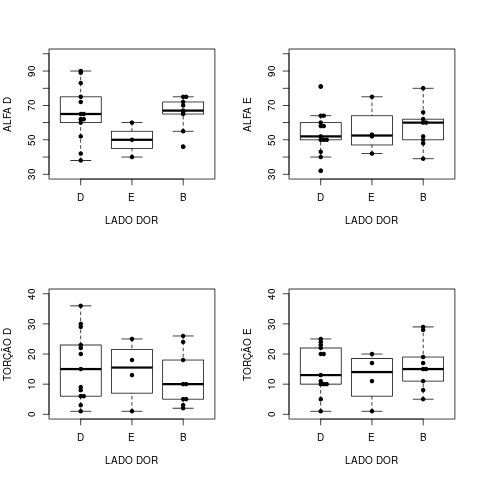 ALFA D
90
70
50
30
D E B
LADO DOR
ALFA E
90
70
50
30
D E B
LADO DOR
TORÇÃO D
40
30
20
10
0
D E B
LADO DOR
TORÇÃO E
40
30
20
10
0
D E B
LADO DOR